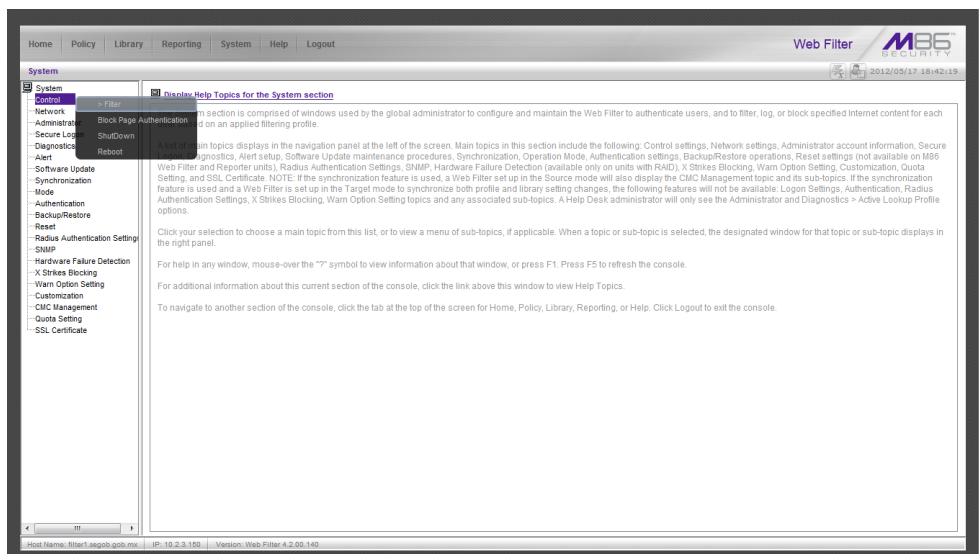 Home Policy Library Reporting System Help Logout
Web Filter
M86
SECURITY
System
2012/05/17 18:42:19
System
Control
Network
Administrator
Secure Logon
Diagnostics
Alert
Software Update
Synchronization
Mode
Authentication
Backup/Restore
Reset
Radius Authentication Settings
SNMP
Hardware Failure Detection
X Strikes Blocking
Warn Option Setting
Customization
CMC Management
Quota Setting
SSL Certificate
> Filter
Block Page Authentication
ShutDown
Reboot
Display Help Topics for the System section
section is comprised of windows used by the global administrator to configure and maintain the Web Filter to authenticate users, and to filter, log, or block specified Internet content for each
on an applied filtering profile.
main topics displays in the navigation panel at the left of the screen. Main topics in this section include the following: Control settings, Network settings, Administrator account information, Secure
Diagnostics, Alert setup, Software Update maintenance procedures, Synchronization, Operation Mode, Authentication settings, Backup/Restore operations, Reset settings (not available on M86
Web Filter and Reporter units), Radius Authentication Settings, SNMP, Hardware Failure Detection (available only on units with RAID), X Strikes Blocking, Warn Option Setting, Customization, Quota
Setting, and SSL Certificate. NOTE: If the synchronization feature is used, a Web Filter set up in the Source mode will also display the CMC Management topic and its sub-topics. If the synchronization
feature is used and a Web Filter is set up in the Target mode to synchronize both profile and library setting changes, the following features will not be available: Logon Settings, Authentication, Radius
Authentication Settings, X Strikes Blocking, Warn Option Setting topics and any associated sub-topics. A Help Desk administrator will only see the Administrator and Diagnostics > Active Lookup Profile
options.
Click your selection to choose a main topic from this list, or to view a menu of sub-topics, if applicable. When a topic or sub-topic is selected, the designated window for that topic or sub-topic displays in
the right panel.
For help in any window, mouse-over the "?" symbol to view information about that window, or press F1. Press F5 to refresh the console.
For additional information about this current section of the console, click the link above this window to view Help Topics.
To navigate to another section of the console, click the tab at the top of the screen for Home, Policy, Library, Reporting, or Help. Click Logout to exit the console.
Host Name: filter1.segob.gob.mx IP: 10.2.3.150 Version: Web Filter 4.2.00.140